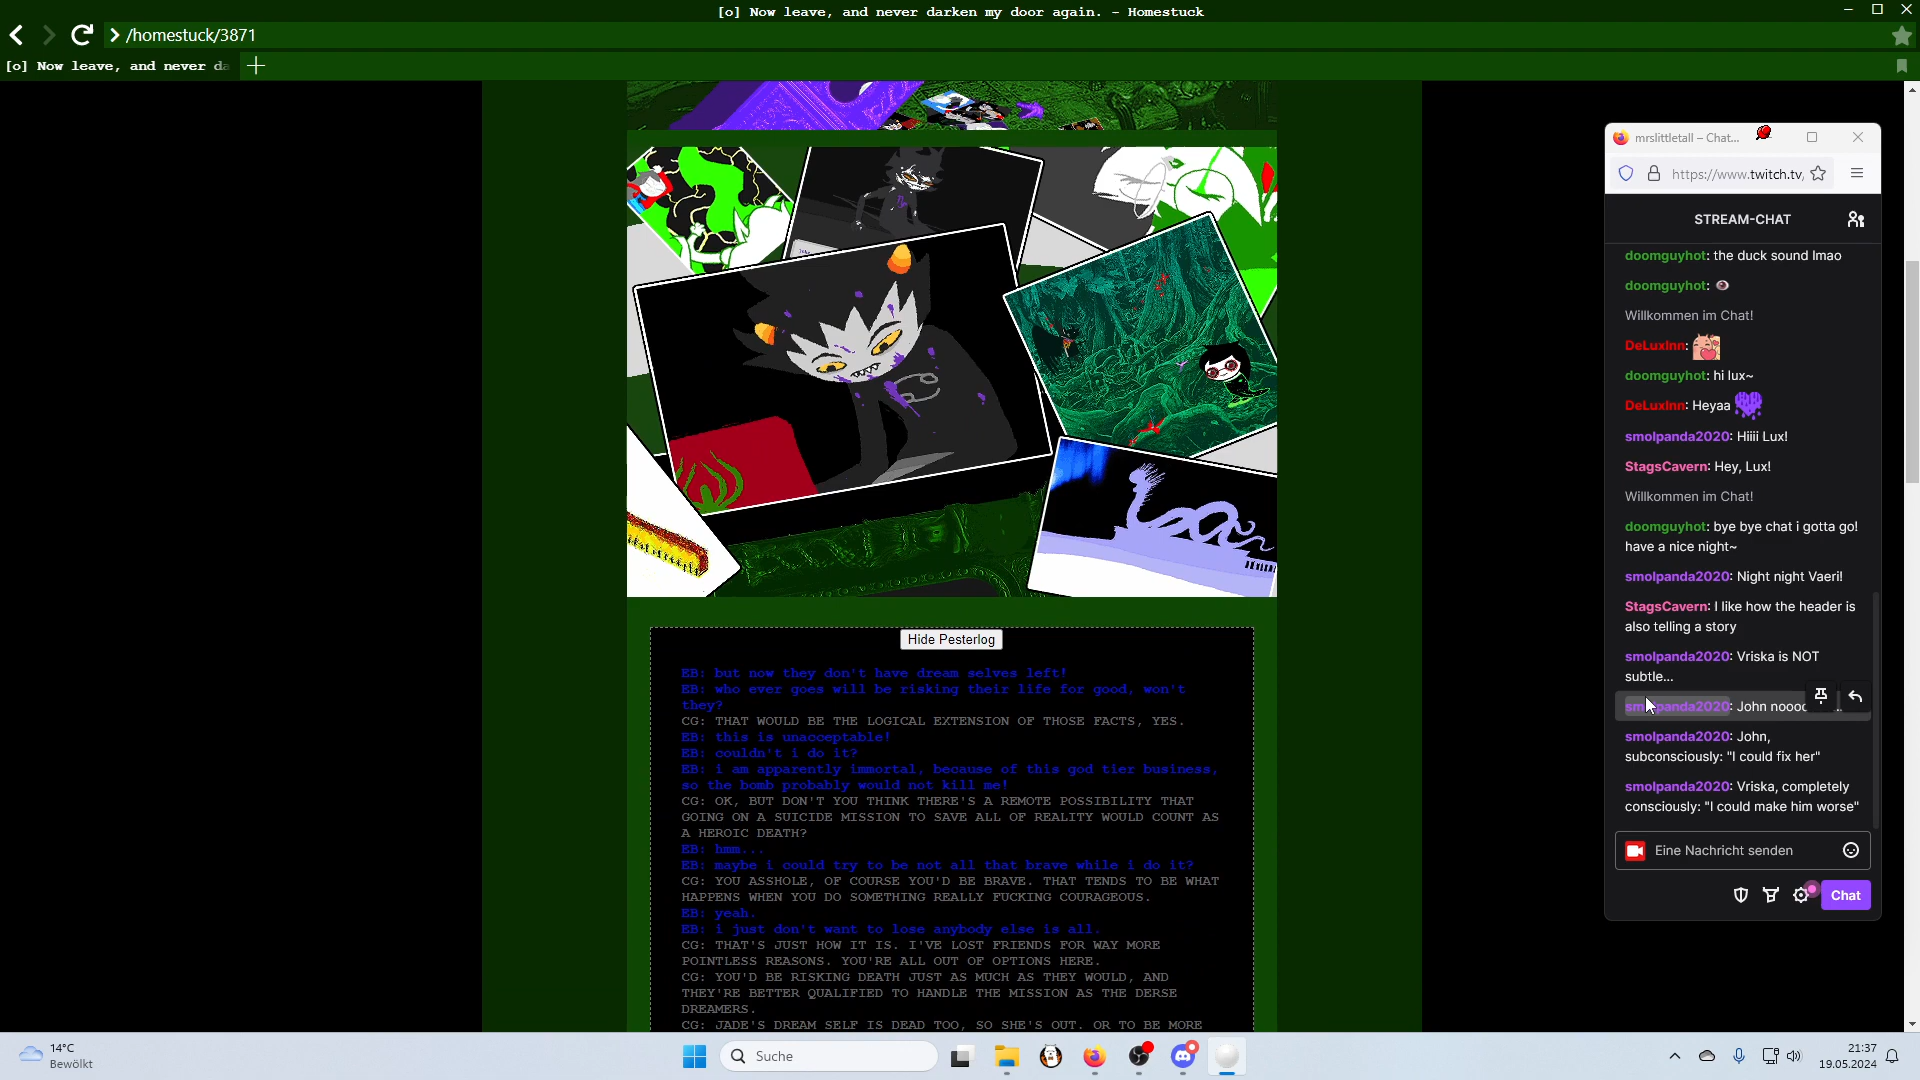 [o] Now leave, and never darken my door again. - Homestuck
/homestuck/3871
[o] Now leave, and never da
Hide Pesterlog
EB: but now they don't have dream selves left!
EB: who ever goes will be risking their life for good, won't
they?
CG: THAT WOULD BE THE LOGICAL EXTENSION OF THOSE FACTS, YES.
EB: this is unacceptable!
EB: couldn't i do it?
EB: i am apparently immortal, because of this god tier business,
so the bomb probably would not kill me!
CG: OK, BUT DON'T YOU THINK THERE'S A REMOTE POSSIBILITY THAT
GOING ON A SUICIDE MISSION TO SAVE ALL OF REALITY WOULD COUNT AS
A HEROIC DEATH?
EB: hmm...
EB: maybe i could try to be not all that brave while i do it?
CG: YOU ASSHOLE, OF COURSE YOU'D BE BRAVE. THAT TENDS TO BE WHAT
HAPPENS WHEN YOU DO SOMETHING REALLY FUCKING COURAGEOUS.
EB: yeah.
EB: i just don't want to lose anybody else is all.
CG: THAT'S JUST HOW IT IS. I'VE LOST FRIENDS FOR WAY MORE
POINTLESS REASONS. YOU'RE ALL OUT OF OPTIONS HERE.
CG: YOU'D BE RISKING DEATH JUST AS MUCH AS THEY WOULD, AND
THEY'RE BETTER QUALIFIED TO HANDLE THE MISSION AS THE DERSE
DREAMERS.
CG: JADE'S DREAM SELF IS DEAD TOO, SO SHE'S OUT. OR TO BE MORE
mrslittletall – Chat...
https://www.twitch.tv/
STREAM-CHAT
doomguyhot: the duck sound lmao
doomguyhot:
Willkommen im Chat!
DeLuxInn:
doomguyhot: hi lux~
DeLuxInn: Heyaa
smolpanda2020: Hiiii Lux!
StagsCavern: Hey, Lux!
Willkommen im Chat!
doomguyhot: bye bye chat i gotta go!
have a nice night~
smolpanda2020: Night night Vaeri!
StagsCavern: I like how the header is
also telling a story
smolpanda2020: Vriska is NOT
subtle...
smolpanda2020: John noooo
smolpanda2020: John,
subconsciously: "I could fix her"
smolpanda2020: Vriska, completely
consciously: "I could make him worse"
Eine Nachricht senden
Chat
14°C
Bewölkt
Suche
21:37
19.05.2024